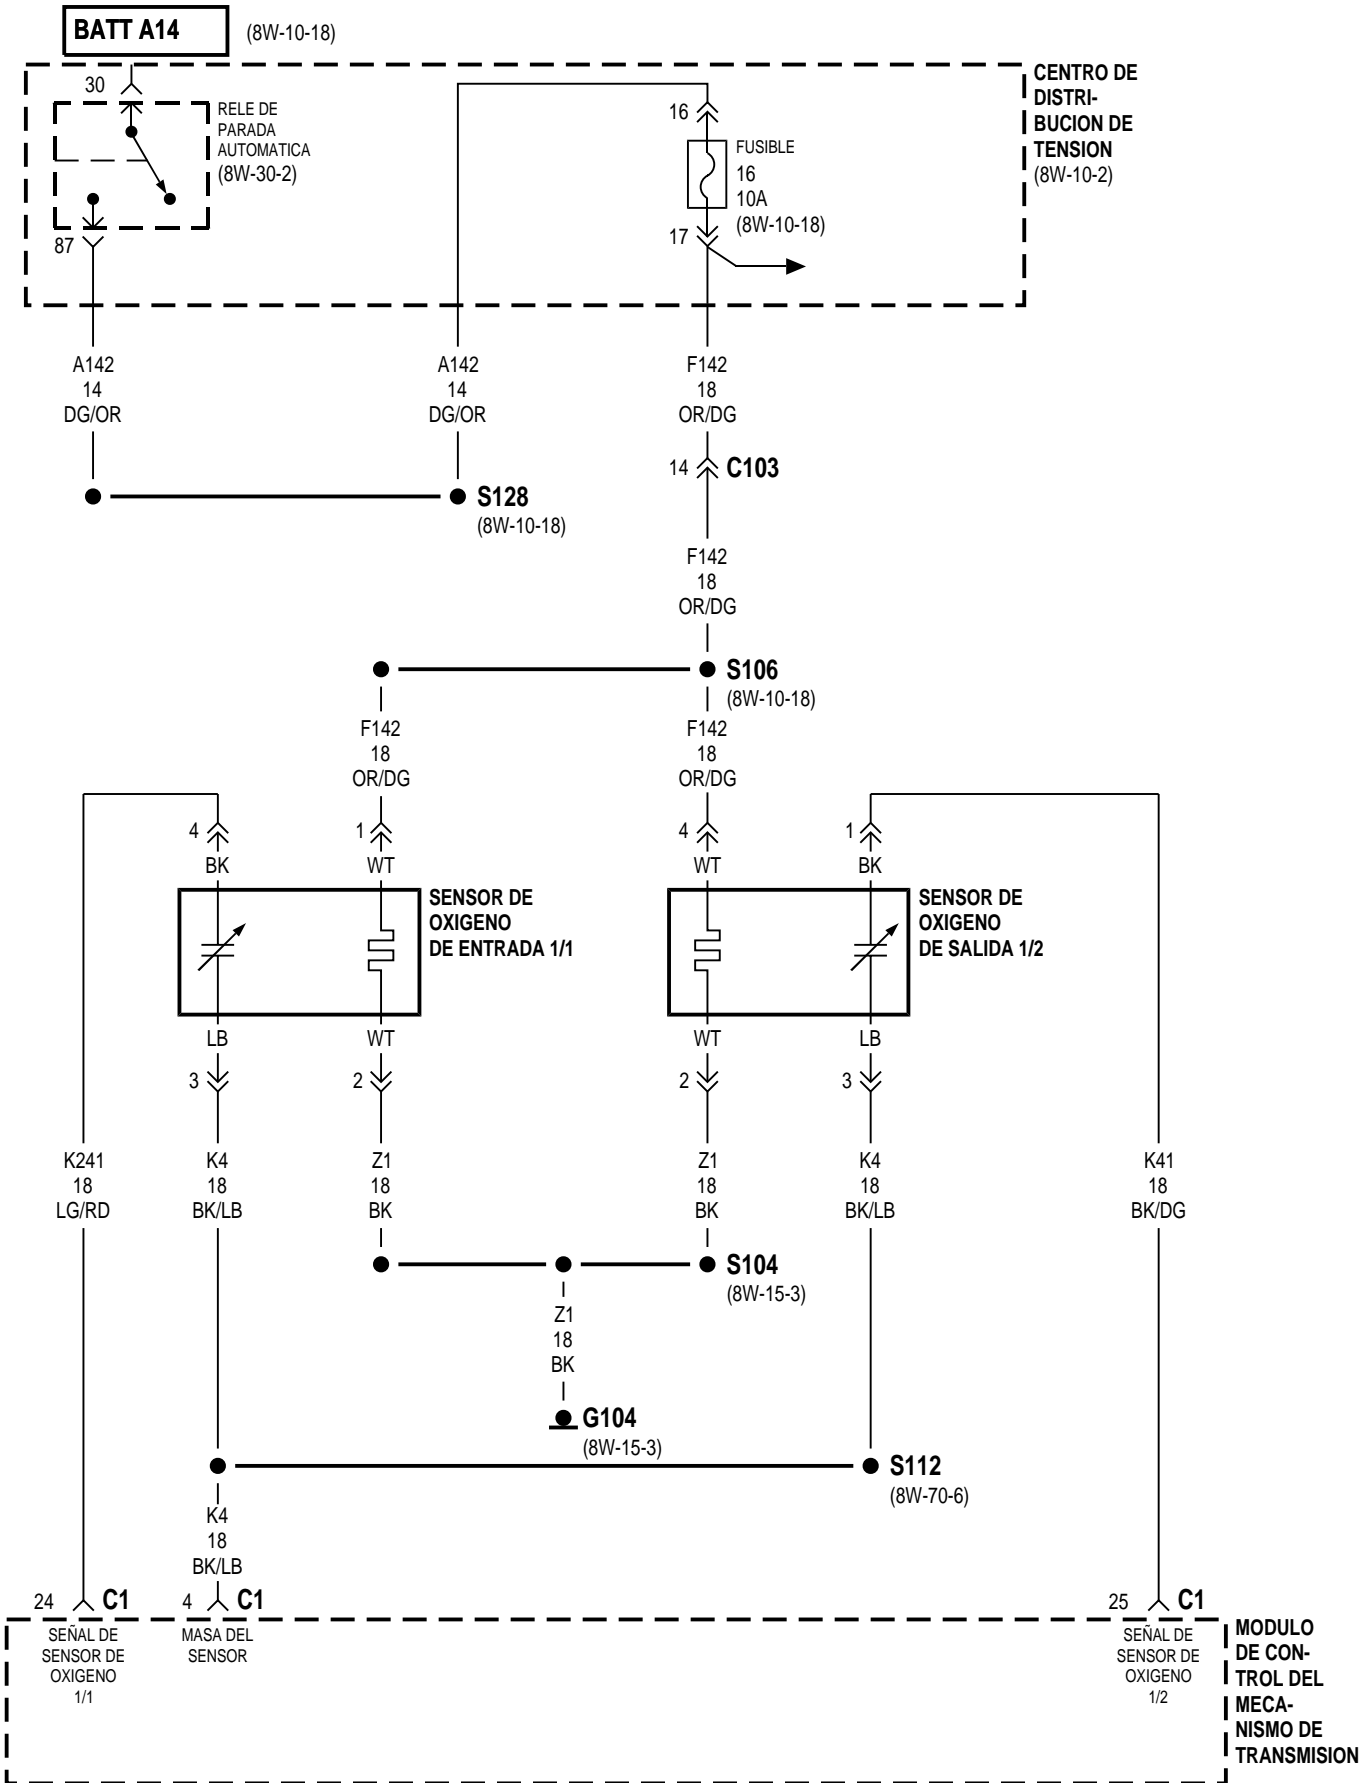 BATT A14
(8W-10-18)
CENTRO DE
DISTRI-
BUCION DE
TENSION
(8W-10-2)
30
RELE DE
PARADA
AUTOMATICA
(8W-30-2)
87
16
FUSIBLE
16
10A
(8W-10-18)
17
A142
14
DG/OR
A142
14
DG/OR
F142
18
OR/DG
14
C103
S128
(8W-10-18)
F142
18
OR/DG
S106
(8W-10-18)
F142
18
OR/DG
F142
18
OR/DG
4
1
4
1
BK
WT
WT
BK
SENSOR DE
OXIGENO
DE ENTRADA 1/1
SENSOR DE
OXIGENO
DE SALIDA 1/2
LB
WT
WT
LB
3
2
2
3
K241
18
LG/RD
K4
18
BK/LB
Z1
18
BK
Z1
18
BK
K4
18
BK/LB
K41
18
BK/DG
S104
(8W-15-3)
Z1
18
BK
G104
(8W-15-3)
S112
(8W-70-6)
K4
18
BK/LB
24
C1
4
C1
25
C1
SEÑAL DE
SENSOR DE
OXIGENO
1/1
MASA DEL
SENSOR
SEÑAL DE
SENSOR DE
OXIGENO
1/2
MODULO
DE CON-
TROL DEL
MECA-
NISMO DE
TRANSMISION